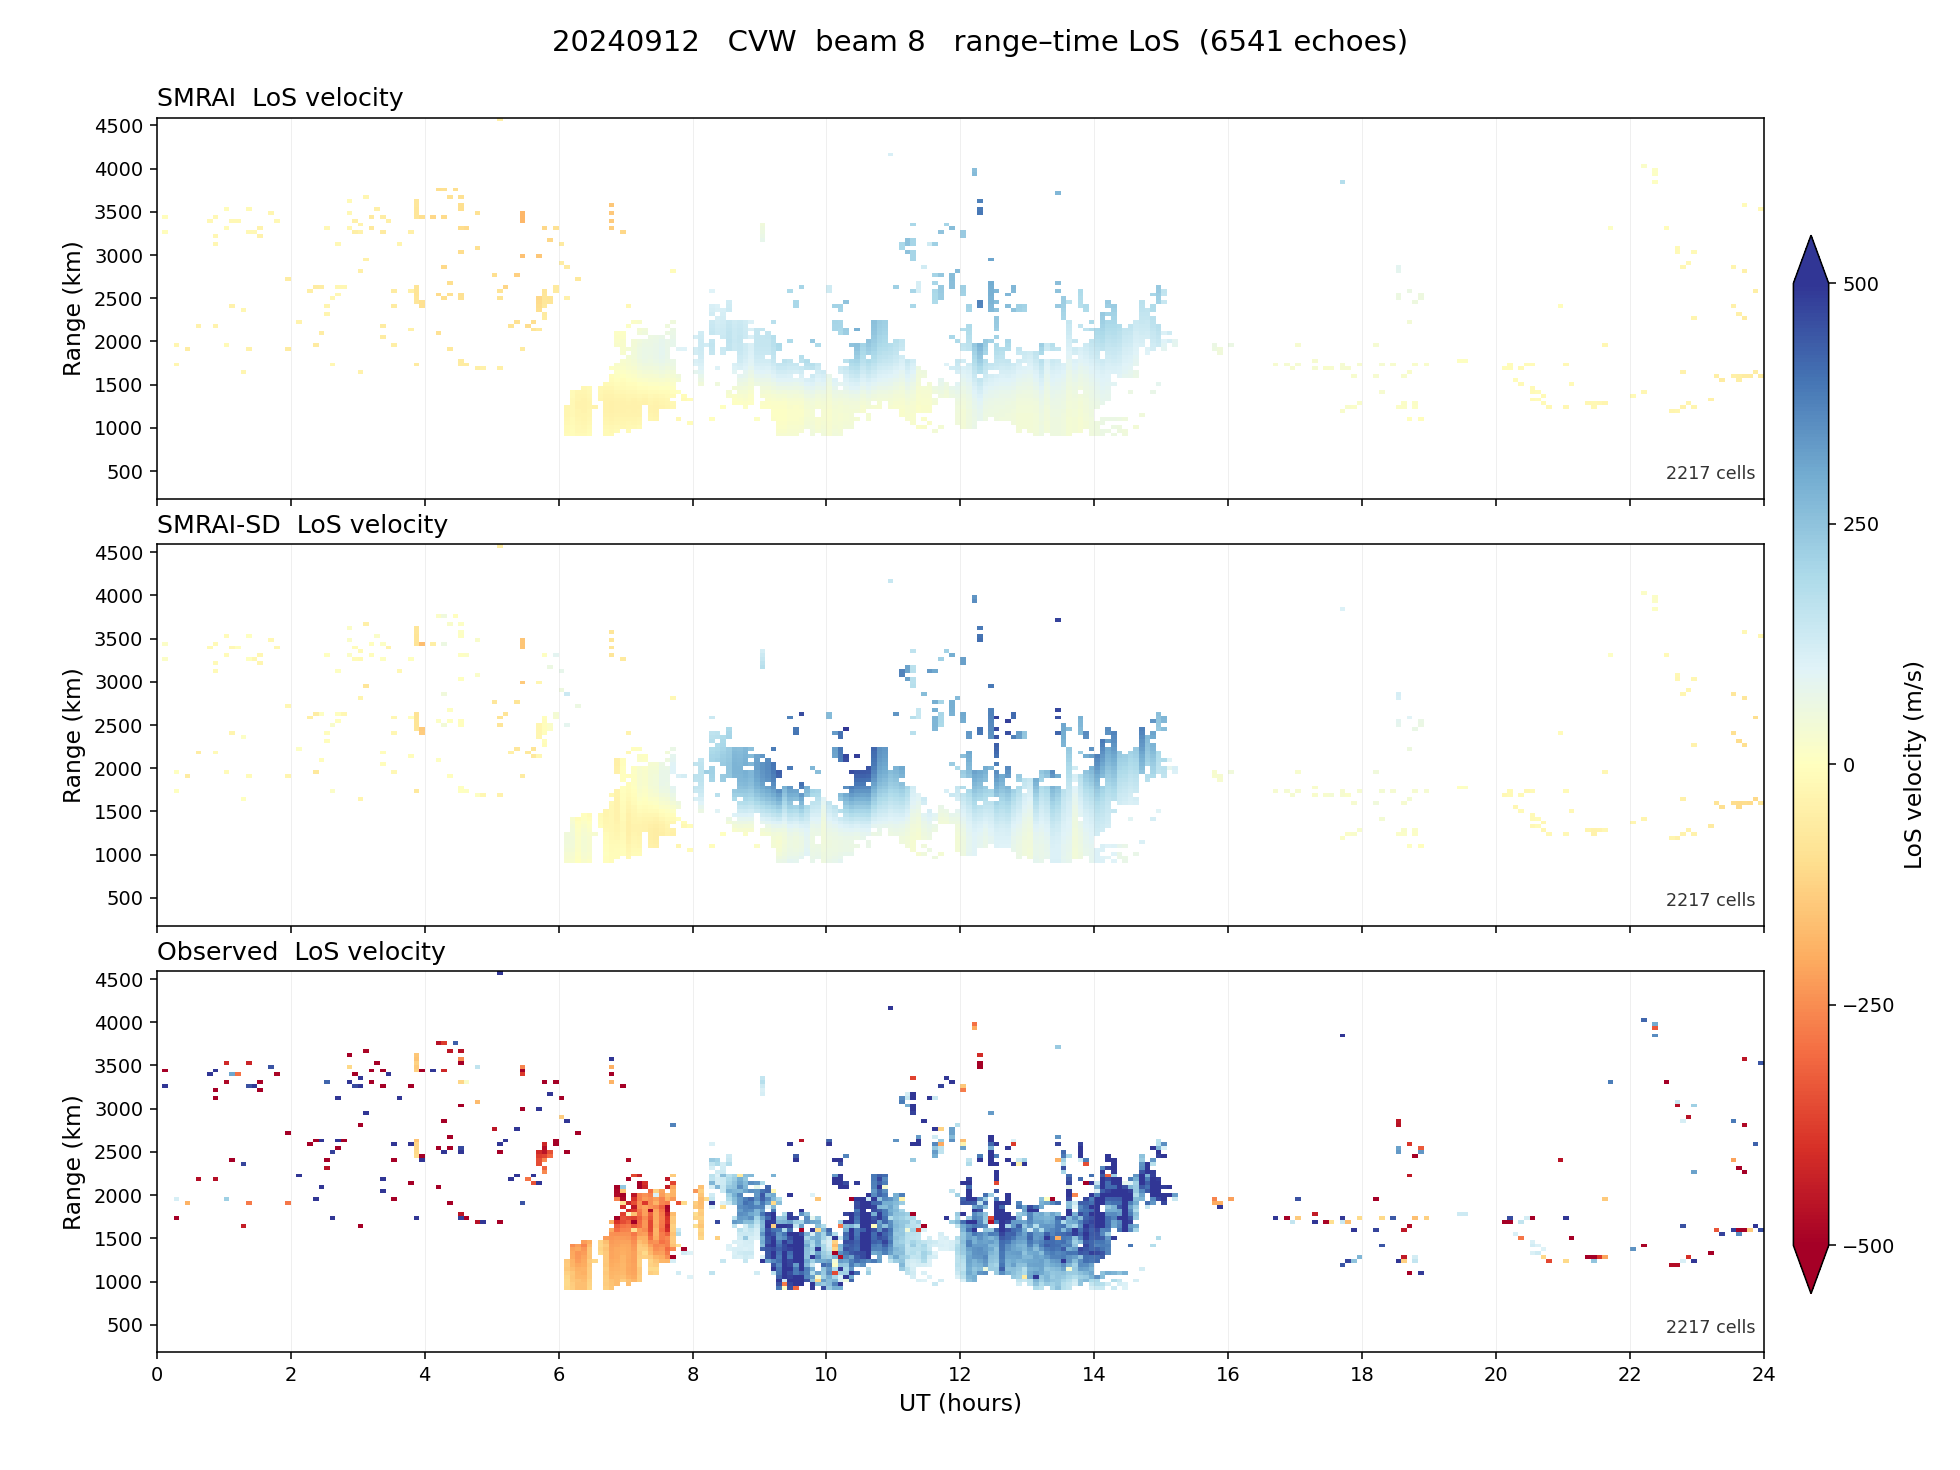 20240912   CVW  beam 8   range–time LoS  (6541 echoes)
SMRAI  LoS velocity
4500
4000
3500
3000
2500
2000
1500
1000
500
Range (km)
2217 cells
SMRAI-SD  LoS velocity
4500
4000
3500
3000
2500
2000
1500
1000
500
Range (km)
2217 cells
Observed  LoS velocity
4500
4000
3500
3000
2500
2000
1500
1000
500
Range (km)
2217 cells
0 2 4 6 8 10 12 14 16 18 20 22 24
UT (hours)
500
250
0
−250
−500
LoS velocity (m/s)